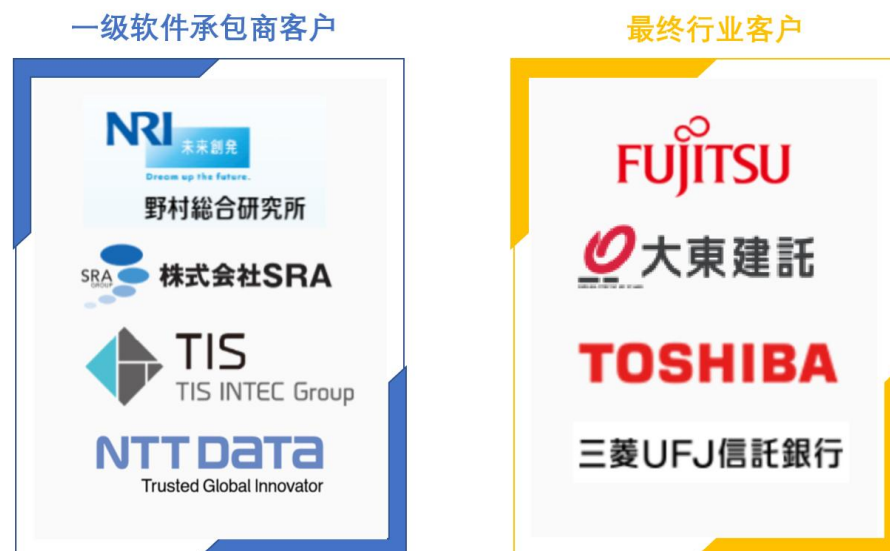 一级软件承包商客户
NRI
未来創発
Dream up the future.
野村総合研究所
SRA
GROUP
株式会社SRA
TIS
TIS INTEC Group
NTT DATA
Trusted Global Innovator
最终行业客户
FUJITSU
大東建託
TOSHIBA
三菱UFJ信託銀行